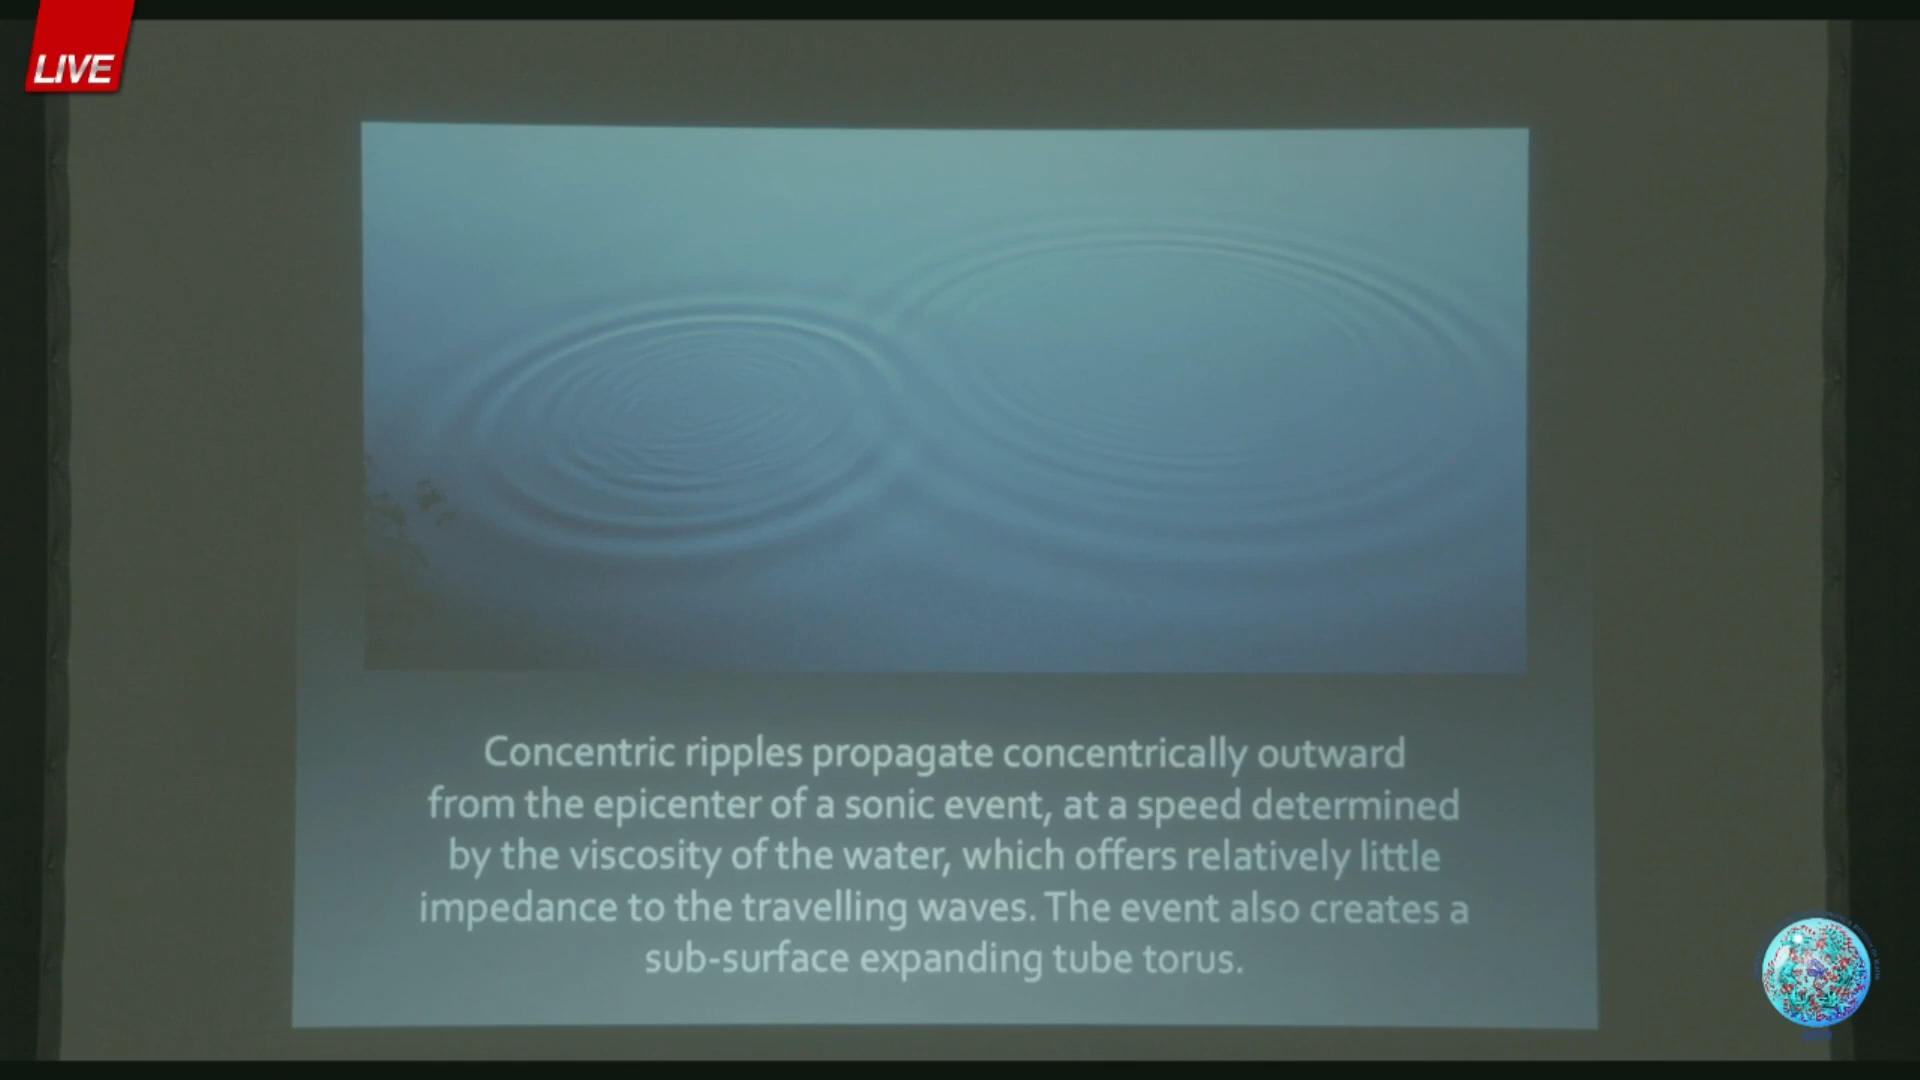 LIVE
Concentric ripples propagate concentrically outward
from the epicenter of a sonic event, at a speed determined
by the viscosity of the water, which offers relatively little
impedance to the travelling waves. The event also creates a
sub-surface expanding tube torus.